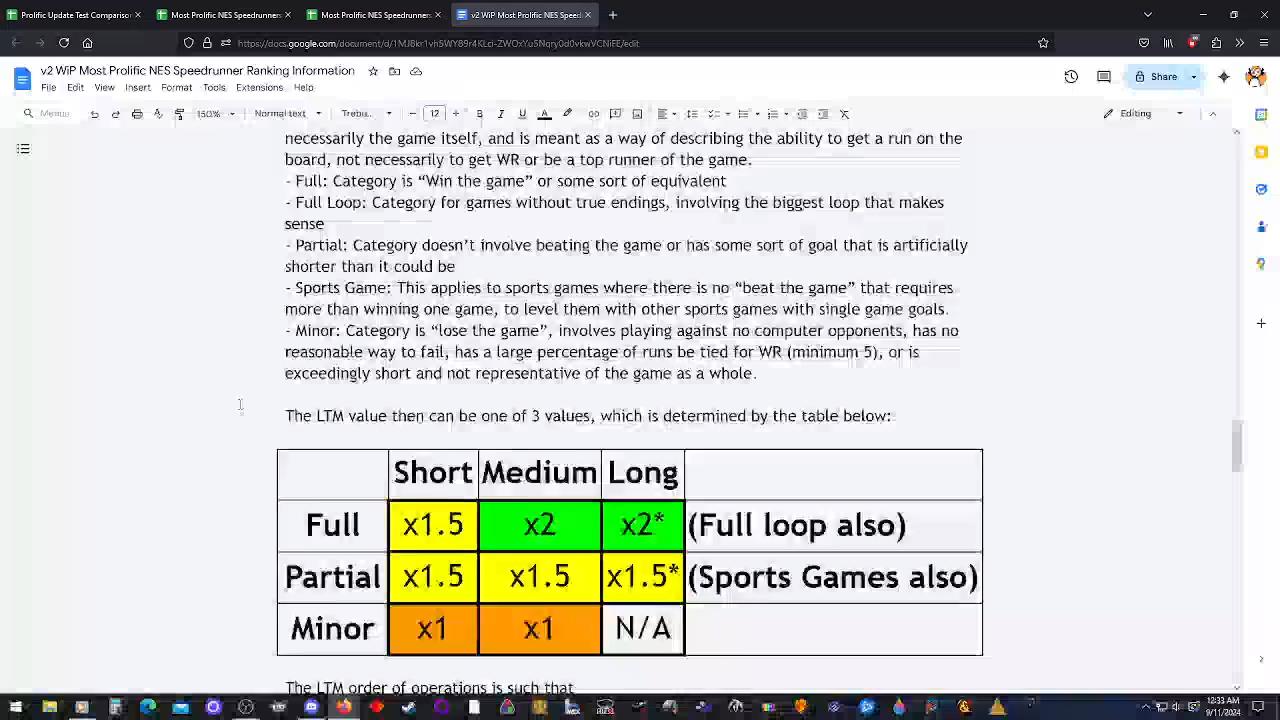 Prolific Update Test Comparis
Most Prolific NES Speedrunners
Most Prolific NES Speedrunners
v2 WiP Most Prolific NES Speed
https://docs.google.com/document/d/1MJ8kr1vh5WY89r4KLci-ZWOxYu5Nqry0d0vkwVCNiFE/edit
v2 WiP Most Prolific NES Speedrunner Ranking Information
File Edit View Insert Format Tools Extensions Help
Share
Menus 150% Normal text Trebu... 12 Editing
necessarily the game itself, and is meant as a way of describing the ability to get a run on the
board, not necessarily to get WR or be a top runner of the game.
- Full: Category is “Win the game” or some sort of equivalent
- Full Loop: Category for games without true endings, involving the biggest loop that makes
sense
- Partial: Category doesn’t involve beating the game or has some sort of goal that is artificially
shorter than it could be
- Sports Game: This applies to sports games where there is no “beat the game” that requires
more than winning one game, to level them with other sports games with single game goals.
- Minor: Category is “lose the game”, involves playing against no computer opponents, has no
reasonable way to fail, has a large percentage of runs be tied for WR (minimum 5), or is
exceedingly short and not representative of the game as a whole.
The LTM value then can be one of 3 values, which is determined by the table below:
Short Medium Long
Full x1.5 x2 x2* (Full loop also)
Partial x1.5 x1.5 x1.5* (Sports Games also)
Minor x1 x1 N/A
The LTM order of operations is such that
12:33 AM
9/11/2024